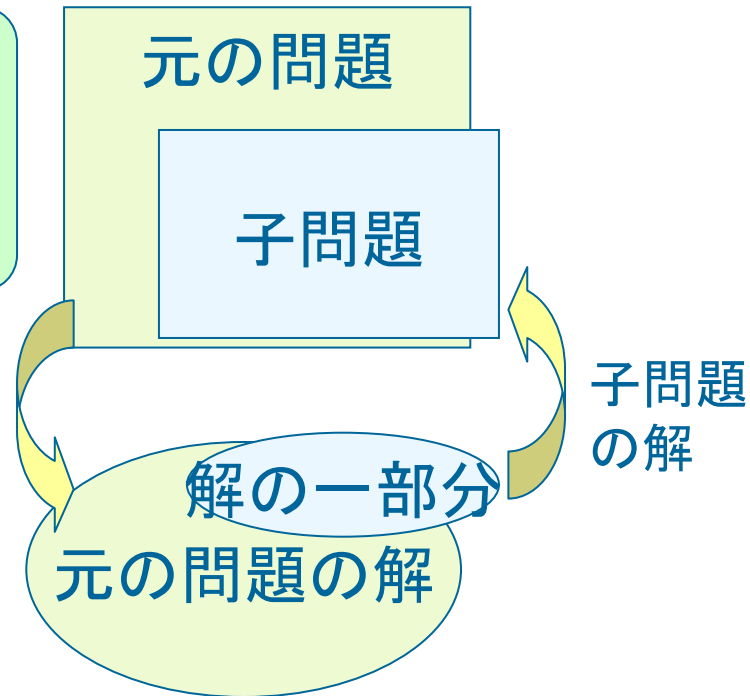 元の問題
子問題
子問題
の解
解の一部分
元の問題の解